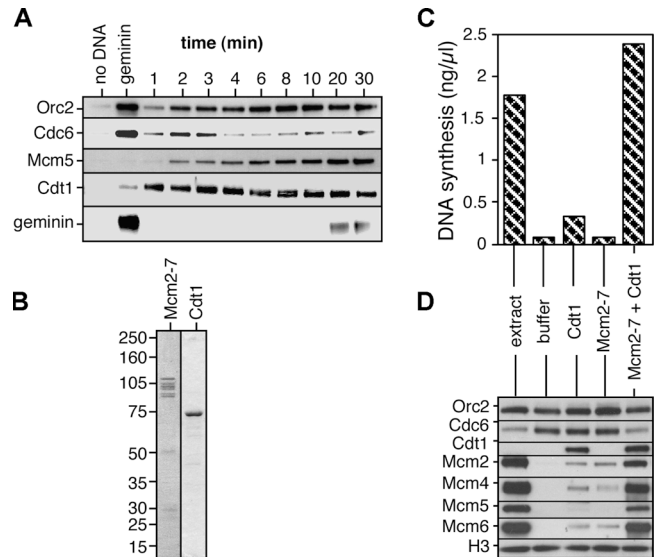 A
time (min)
no DNA
geminin
1 2 3 4 6 8 10 20 30
Orc2
Cdc6
Mcm5
Cdt1
geminin
B
Mcm2-7
Cdt1
250
160
105
75
50
35
30
25
15
C
DNA synthesis (ng/µl)
2.5
2
1.5
1
0.5
0
extract
buffer
Cdt1
Mcm2-7
Mcm2-7 + Cdt1
D
Orc2
Cdc6
Cdt1
Mcm2
Mcm4
Mcm5
Mcm6
H3